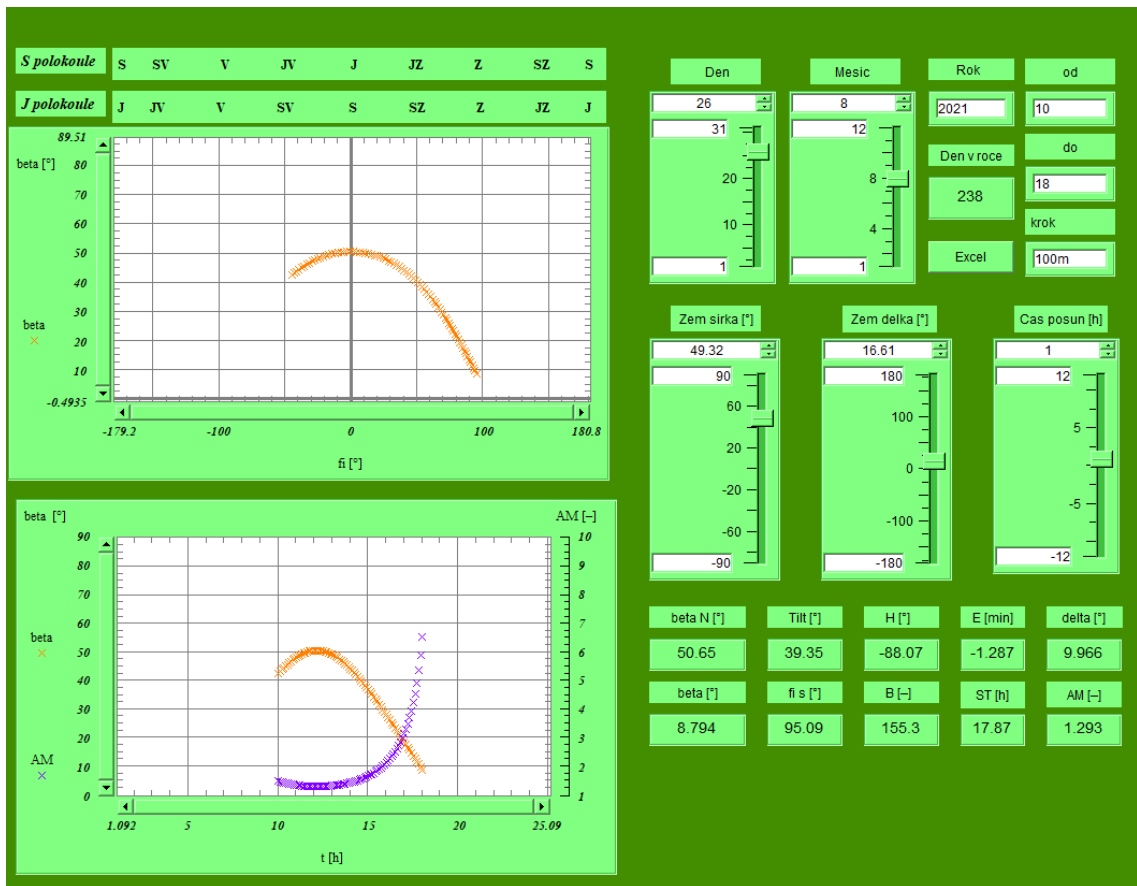 S polokoule S SV V JV J JZ Z SZ S
J polokoule J JV V SV S SZ Z JZ J
89.51
beta [°] 80
70
60
50
40
30
beta
20
10
-0.4935
-179.2 -100 0 100 180.8
fi [°]
beta [°] AM [--]
90 10
80 9
70 8
60 7
beta
50 6
40 5
30 4
20 3
AM
10 2
0 1
1.092 5 10 15 20 25.09
t [h]
Den Mesic Rok od
26 8 2021 10
31 12
Den v roce do
20 8 238 18
10 4
krok
Excel 100m
1 1
Zem sirka [°] Zem delka [°] Cas posun [h]
49.32 16.61 1
90 180 12
60 100 5
20 0
-20 -5
-60 -100
-90 -180 -12
beta N [°] Tilt [°] H [°] E [min] delta [°]
50.65 39.35 -88.07 -1.287 9.966
beta [°] fi s [°] B [--] ST [h] AM [--]
8.794 95.09 155.3 17.87 1.293